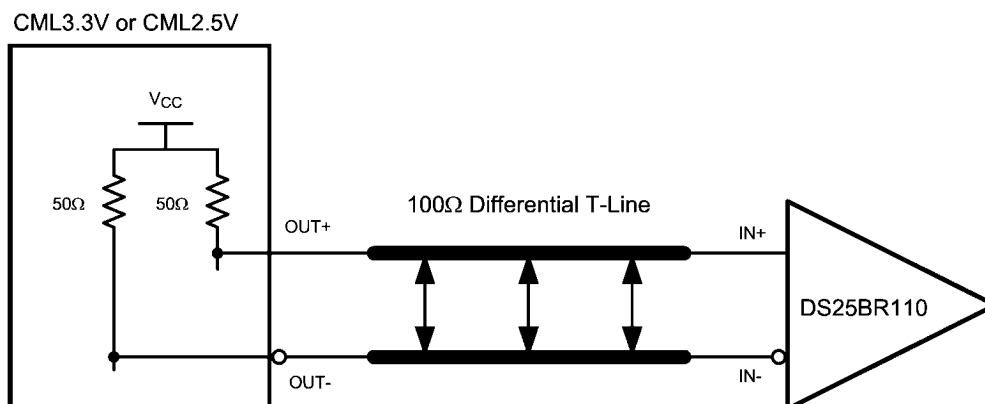 CML3.3V or CML2.5V
VCC
50Ω
50Ω
100Ω Differential T-Line
OUT+
IN+
DS25BR110
OUT-
IN-